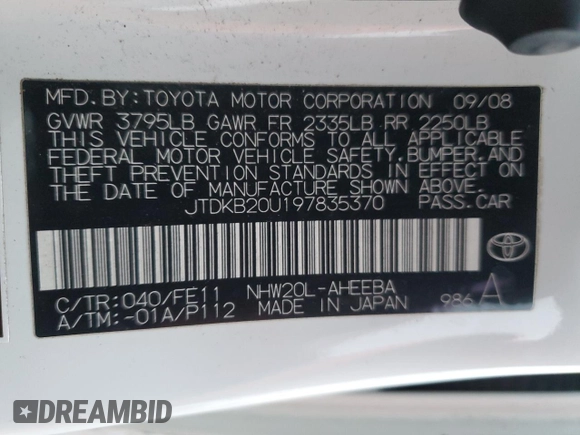 MFD.BY:TOYOTA MOTOR CORPORATION 09/08
GVWR 3795LB GAWR FR 2335LB RR 2250LB
THIS VEHICLE CONFORMS TO ALL APPLICABLE
FEDERAL MOTOR VEHICLE SAFETY,BUMPER,AND
THEFT PREVENTION STANDARDS IN EFFECT ON
THE DATE OF MANUFACTURE SHOWN ABOVE.
JTDKB20U197835370 PASS.CAR
TOYOTA
C/TR:040/FE11 NHW20L-AHEEBA
A/TM:-01A/P112 MADE IN JAPAN 986 A
DREAMBID